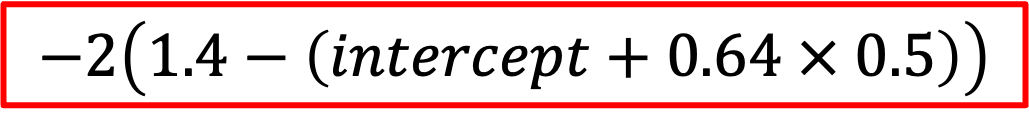 −2(1.4 − (intercept + 0.64 × 0.5))